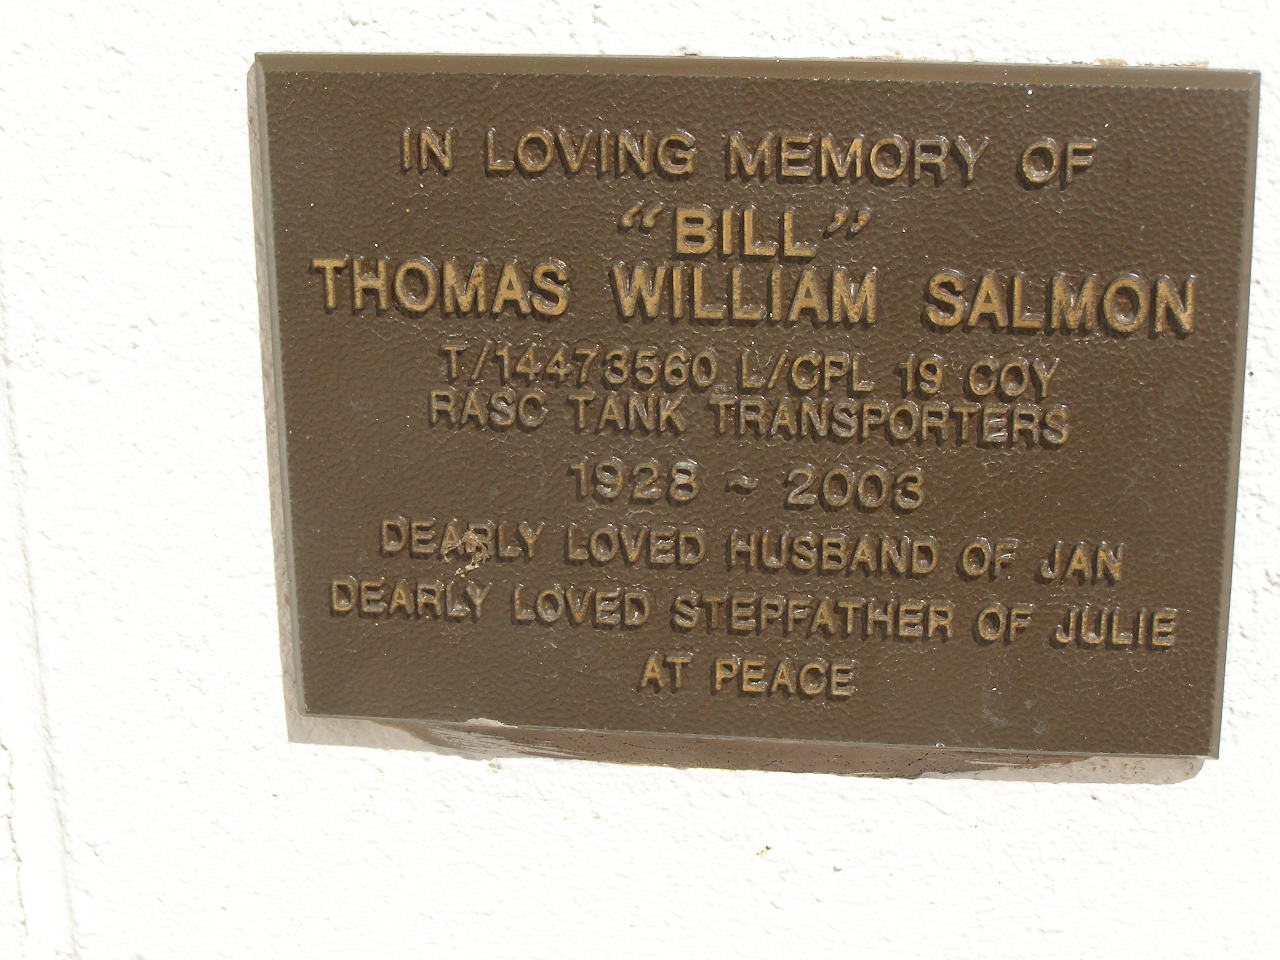 IN LOVING MEMORY OF
“BILL”
THOMAS WILLIAM SALMON
T/14473560 L/CPL 19 COY
RASC TANK TRANSPORTERS
1928 ~ 2003
DEARLY LOVED HUSBAND OF JAN
DEARLY LOVED STEPFATHER OF JULIE
AT PEACE